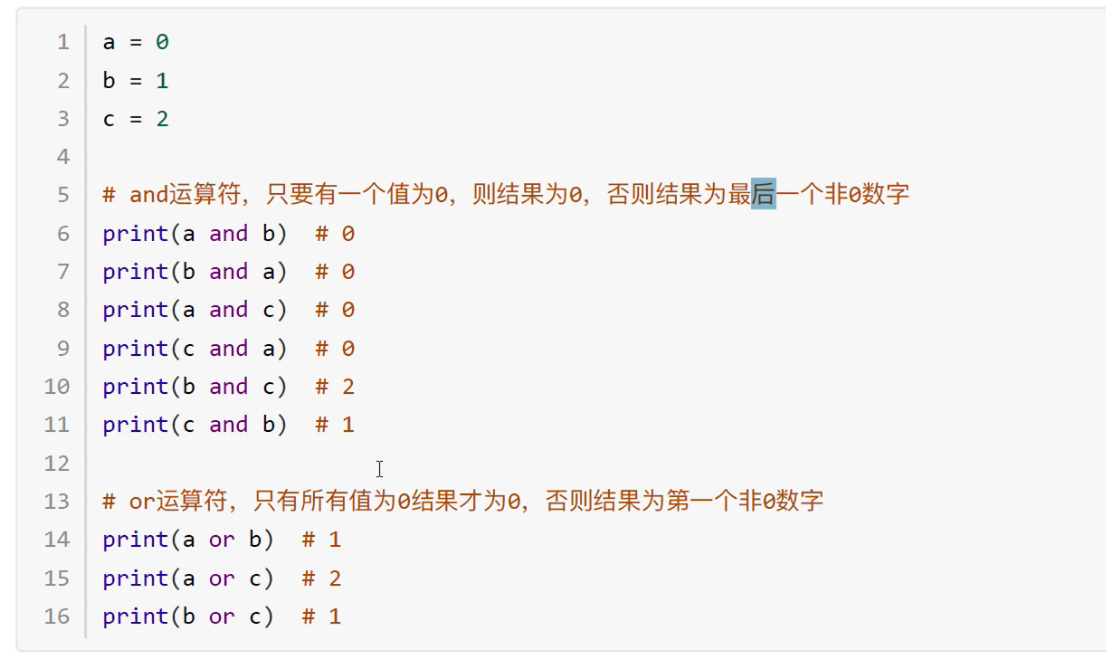 1 a = 0
2 b = 1
3 c = 2
4
5 # and运算符，只要有一个值为0，则结果为0，否则结果为最后一个非0数字
6 print(a and b)  # 0
7 print(b and a)  # 0
8 print(a and c)  # 0
9 print(c and a)  # 0
10 print(b and c)  # 2
11 print(c and b)  # 1
12
13 # or运算符，只有所有值为0结果才为0，否则结果为第一个非0数字
14 print(a or b)  # 1
15 print(a or c)  # 2
16 print(b or c)  # 1